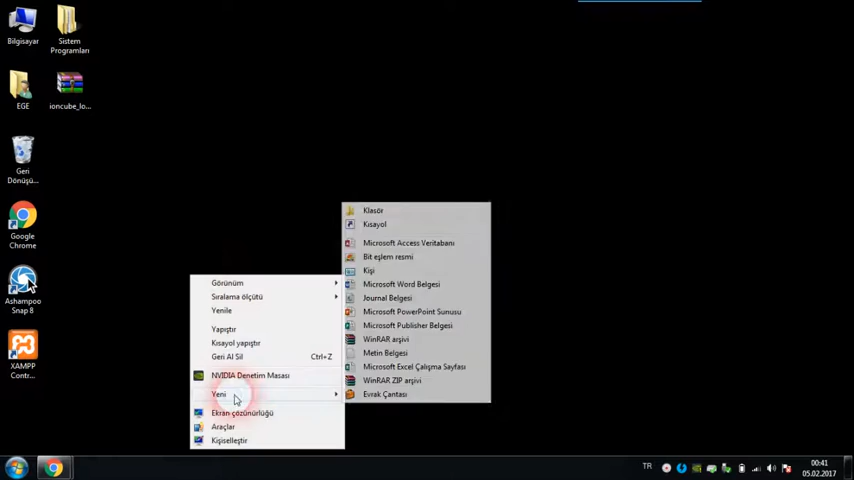 Bilgisayar
Sistem
Programları
EGE
ioncube_lo...
Geri
Dönüşü...
Google
Chrome
Ashampoo
Snap 8
XAMPP
Contr...
Görünüm
Sıralama ölçütü
Yenile
Yapıştır
Kısayol yapıştır
Geri Al Sil Ctrl+Z
NVIDIA Denetim Masası
Yeni
Ekran çözünürlüğü
Araçlar
Kişiselleştir
Klasör
Kısayol
Microsoft Access Veritabanı
Bit eşlem resmi
Kişi
Microsoft Word Belgesi
Journal Belgesi
Microsoft PowerPoint Sunusu
Microsoft Publisher Belgesi
WinRAR arşivi
Metin Belgesi
Microsoft Excel Çalışma Sayfası
WinRAR ZIP arşivi
Evrak Çantası
TR
00:41
05.02.2017